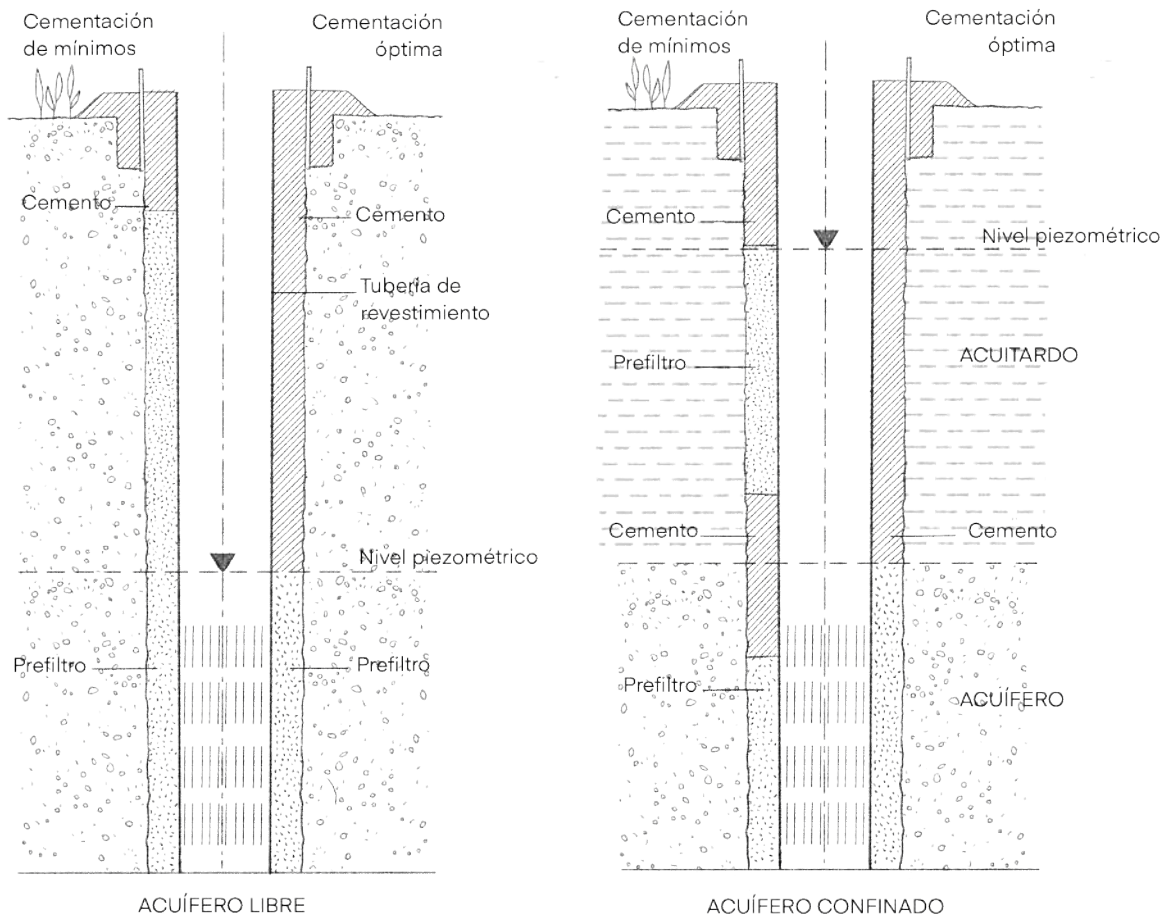 Cementación
de mínimos
Cementación
óptima
Cemento
Cemento
Tubería de
revestimiento
Nivel piezométrico
Prefiltro
Prefiltro
ACUÍFERO LIBRE
Cementación
de mínimos
Cementación
óptima
Cemento
Nivel piezométrico
Prefiltro
ACUITARDO
Cemento
Cemento
Prefiltro
ACUÍFERO
ACUÍFERO CONFINADO